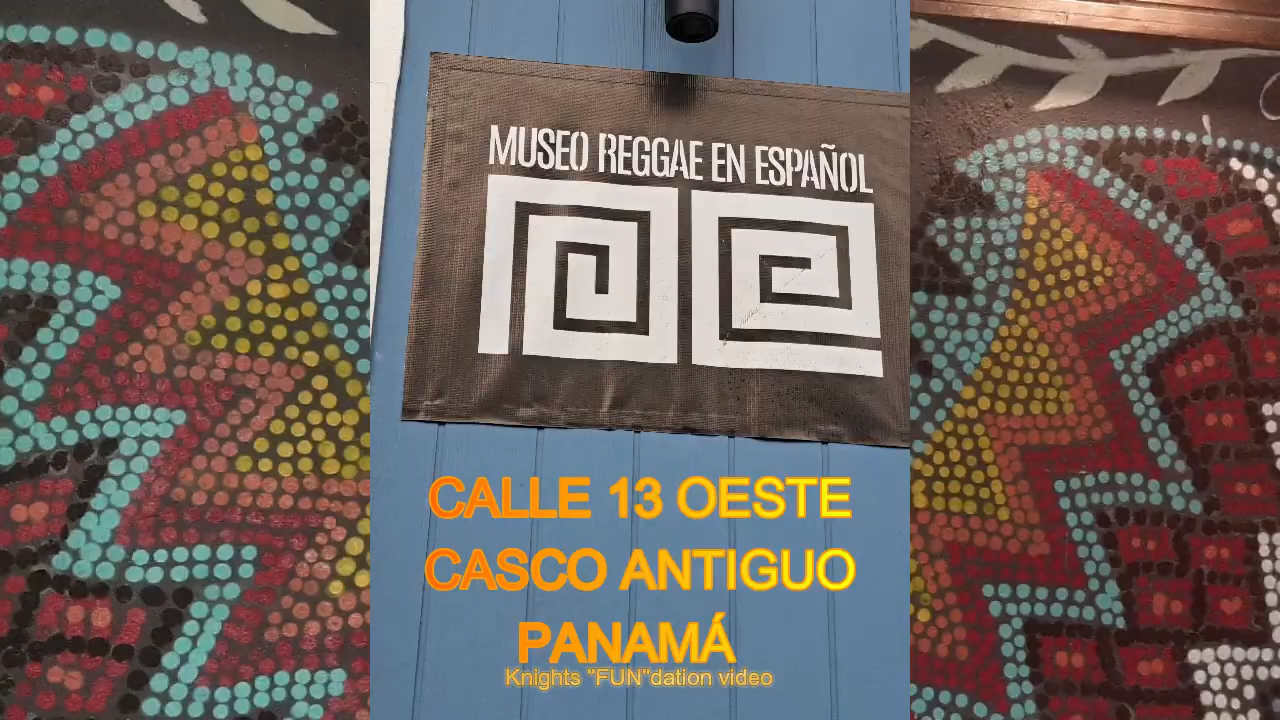 MUSEO REGGAE EN ESPAÑOL
CALLE 13 OESTE
CASCO ANTIGUO
PANAMÁ
Knights "FUN"dation video